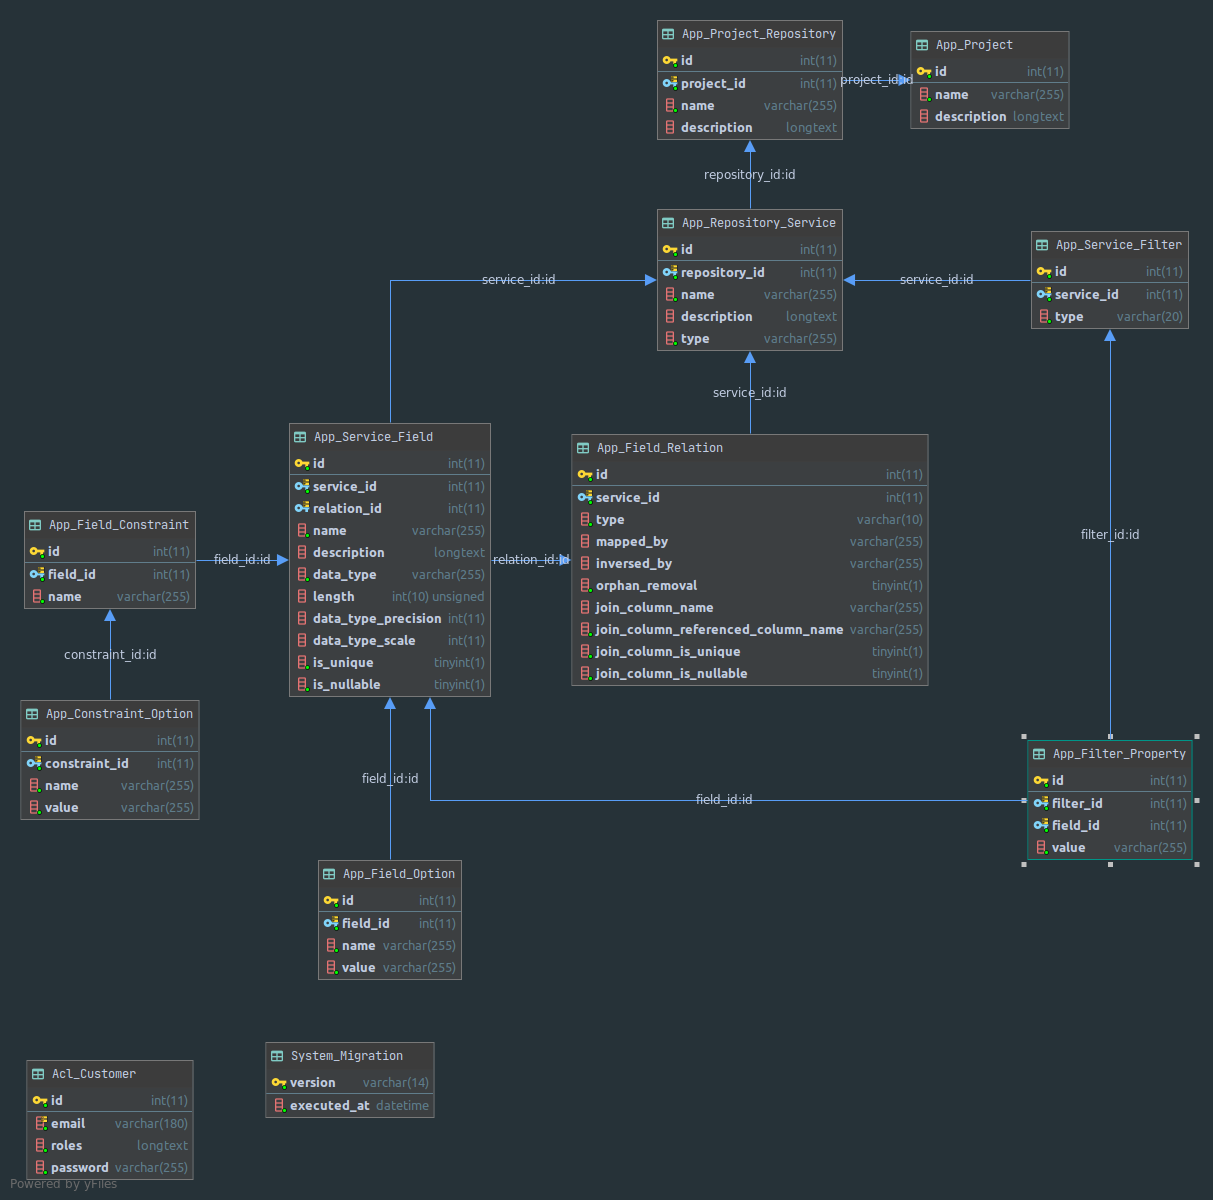 App_Project_Repository
id int(11)
project_id int(11)
name varchar(255)
description longtext
project_id:id
App_Project
id int(11)
name varchar(255)
description longtext
repository_id:id
App_Repository_Service
id int(11)
repository_id int(11)
name varchar(255)
description longtext
type varchar(255)
service_id:id
service_id:id
App_Service_Filter
id int(11)
service_id int(11)
type varchar(20)
service_id:id
App_Service_Field
id int(11)
service_id int(11)
relation_id int(11)
name varchar(255)
description longtext
data_type varchar(255)
length int(10) unsigned
data_type_precision int(11)
data_type_scale int(11)
is_unique tinyint(1)
is_nullable tinyint(1)
relation_id:id
App_Field_Relation
id int(11)
service_id int(11)
type varchar(10)
mapped_by varchar(255)
inversed_by varchar(255)
orphan_removal tinyint(1)
join_column_name varchar(255)
join_column_referenced_column_name varchar(255)
join_column_is_unique tinyint(1)
join_column_is_nullable tinyint(1)
App_Field_Constraint
id int(11)
field_id int(11)
name varchar(255)
field_id:id
filter_id:id
constraint_id:id
App_Constraint_Option
id int(11)
constraint_id int(11)
name varchar(255)
value varchar(255)
field_id:id
field_id:id
App_Filter_Property
id int(11)
filter_id int(11)
field_id int(11)
value varchar(255)
App_Field_Option
id int(11)
field_id int(11)
name varchar(255)
value varchar(255)
Acl_Customer
id int(11)
email varchar(180)
roles longtext
password varchar(255)
System_Migration
version varchar(14)
executed_at datetime
Powered by yFiles